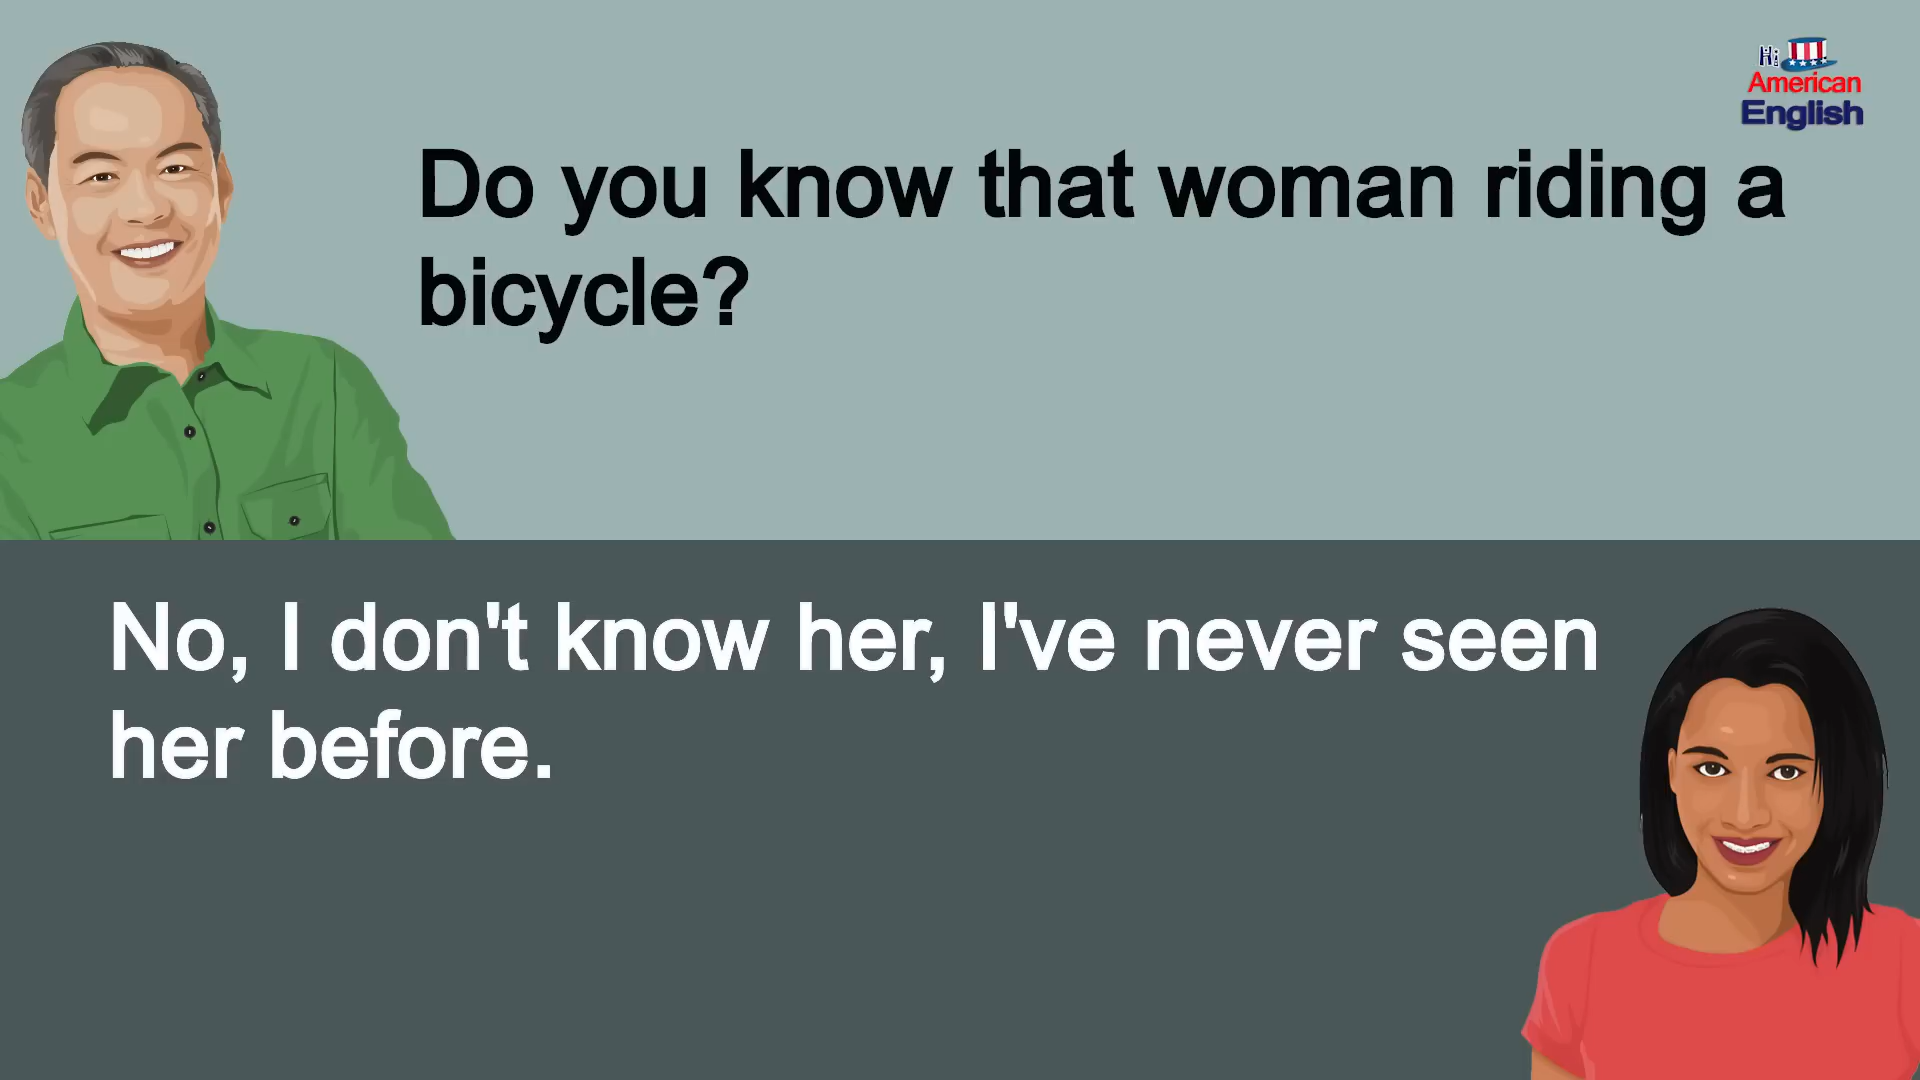 Hi
American
English
Do you know that woman riding a
bicycle?
No, I don't know her, I've never seen
her before.